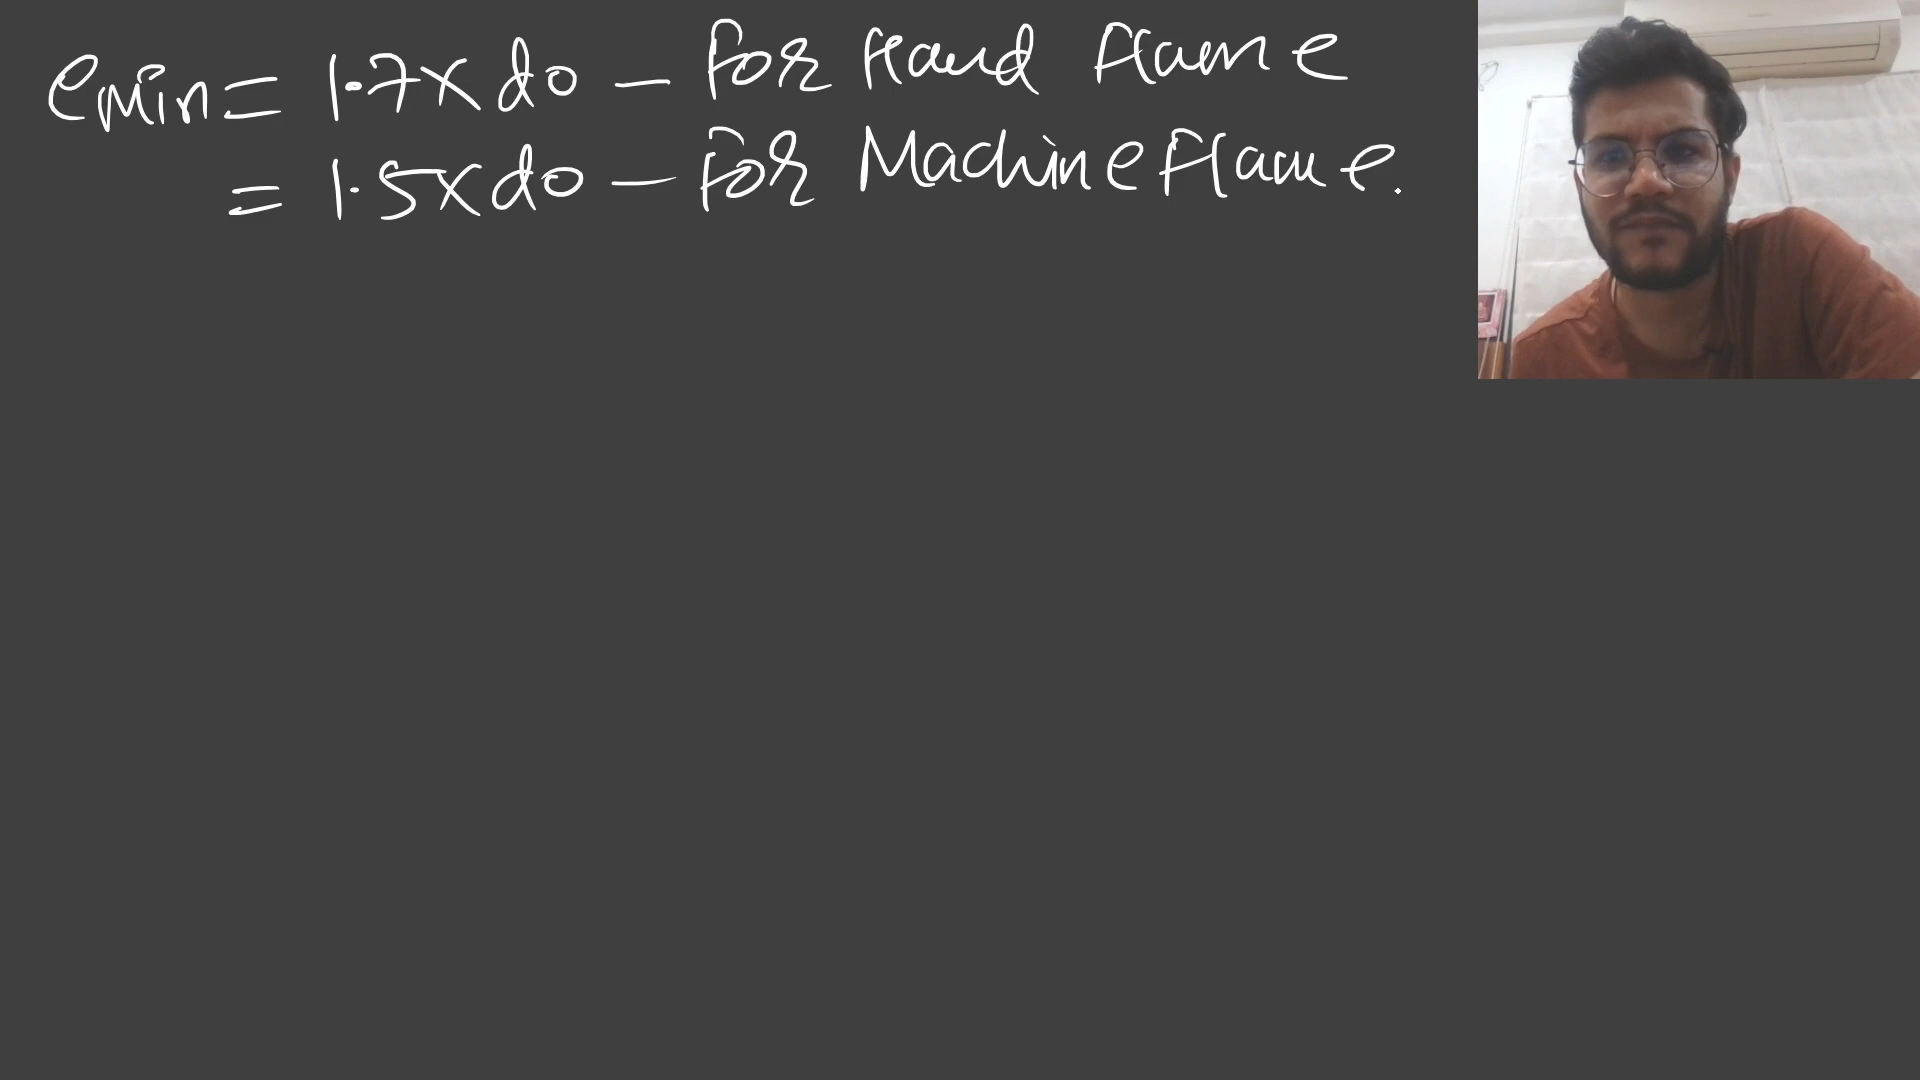 emin = 1.7 x do - For Hand flame
= 1.5 x do - For Machine flame.